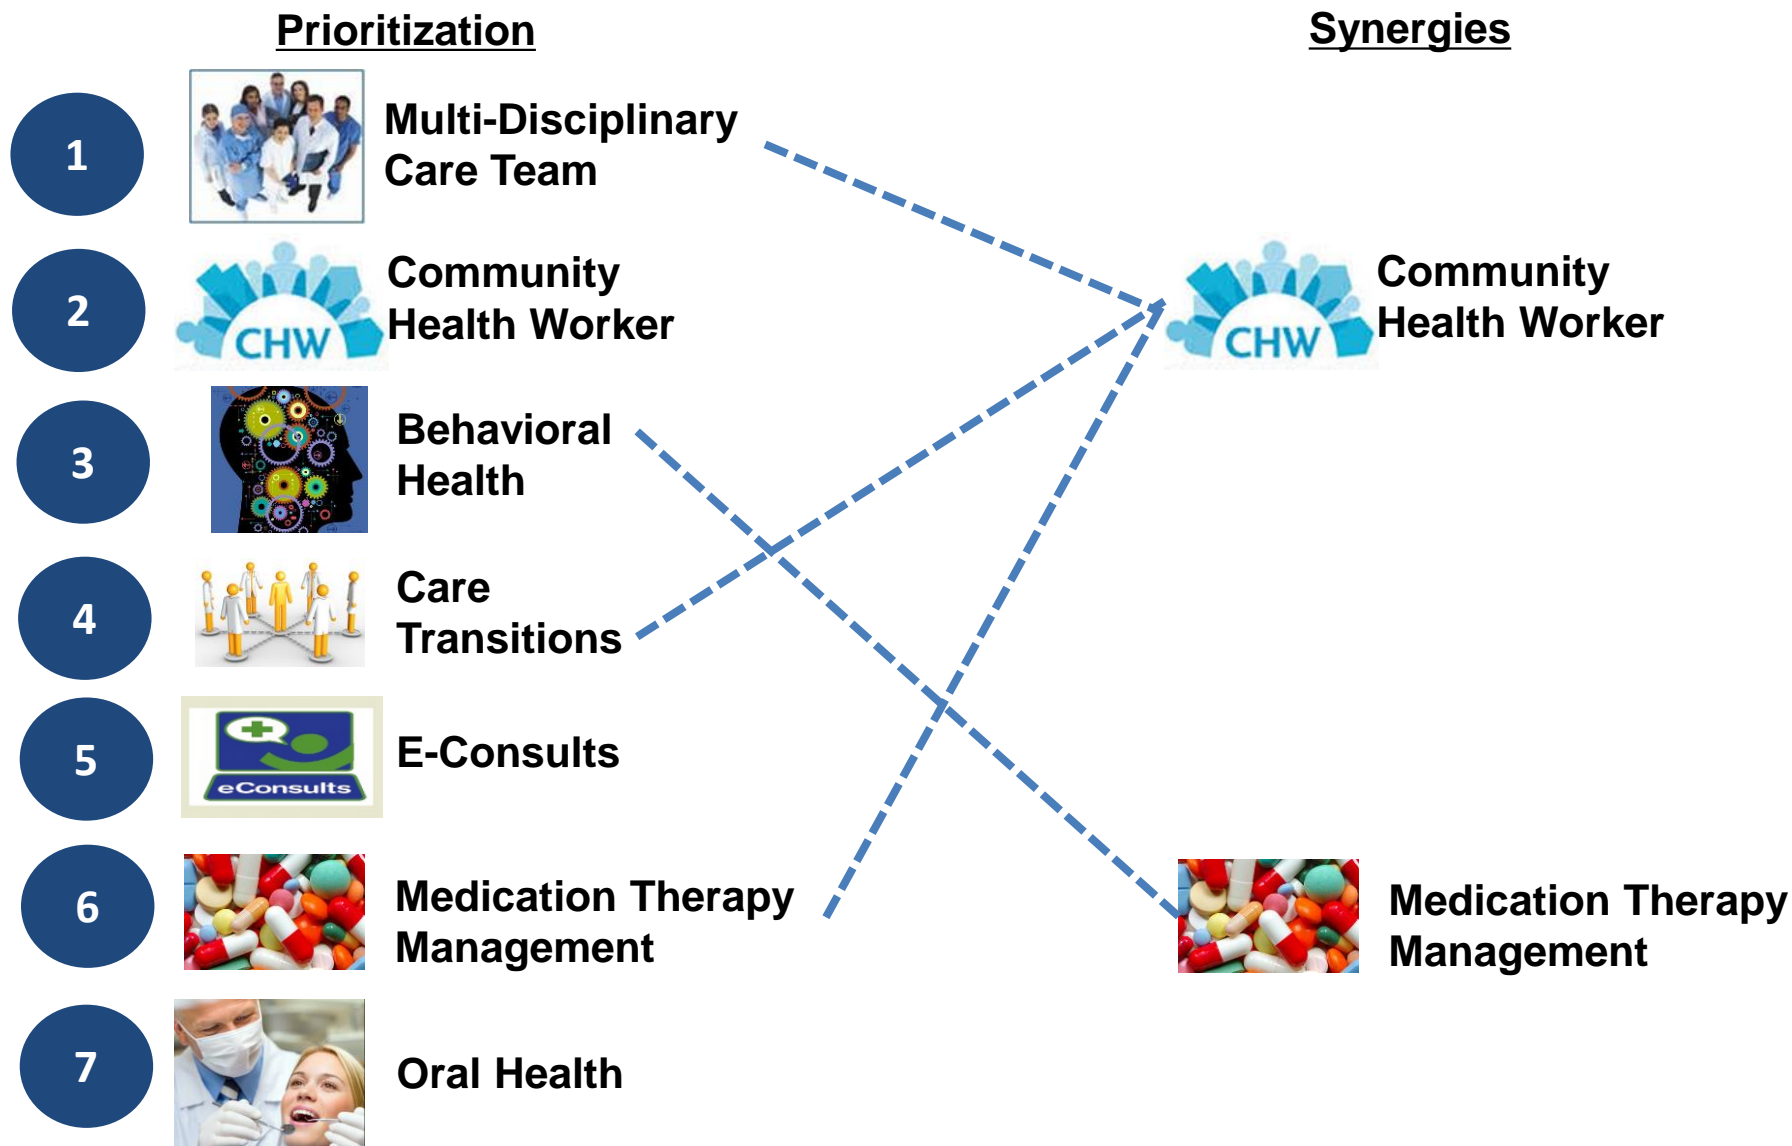 Prioritization
Synergies
1
Multi-Disciplinary
Care Team
2
CHW
Community
Health Worker
CHW
Community
Health Worker
3
Behavioral
Health
4
Care
Transitions
5
eConsults
E-Consults
6
Medication Therapy
Management
Medication Therapy
Management
7
Oral Health